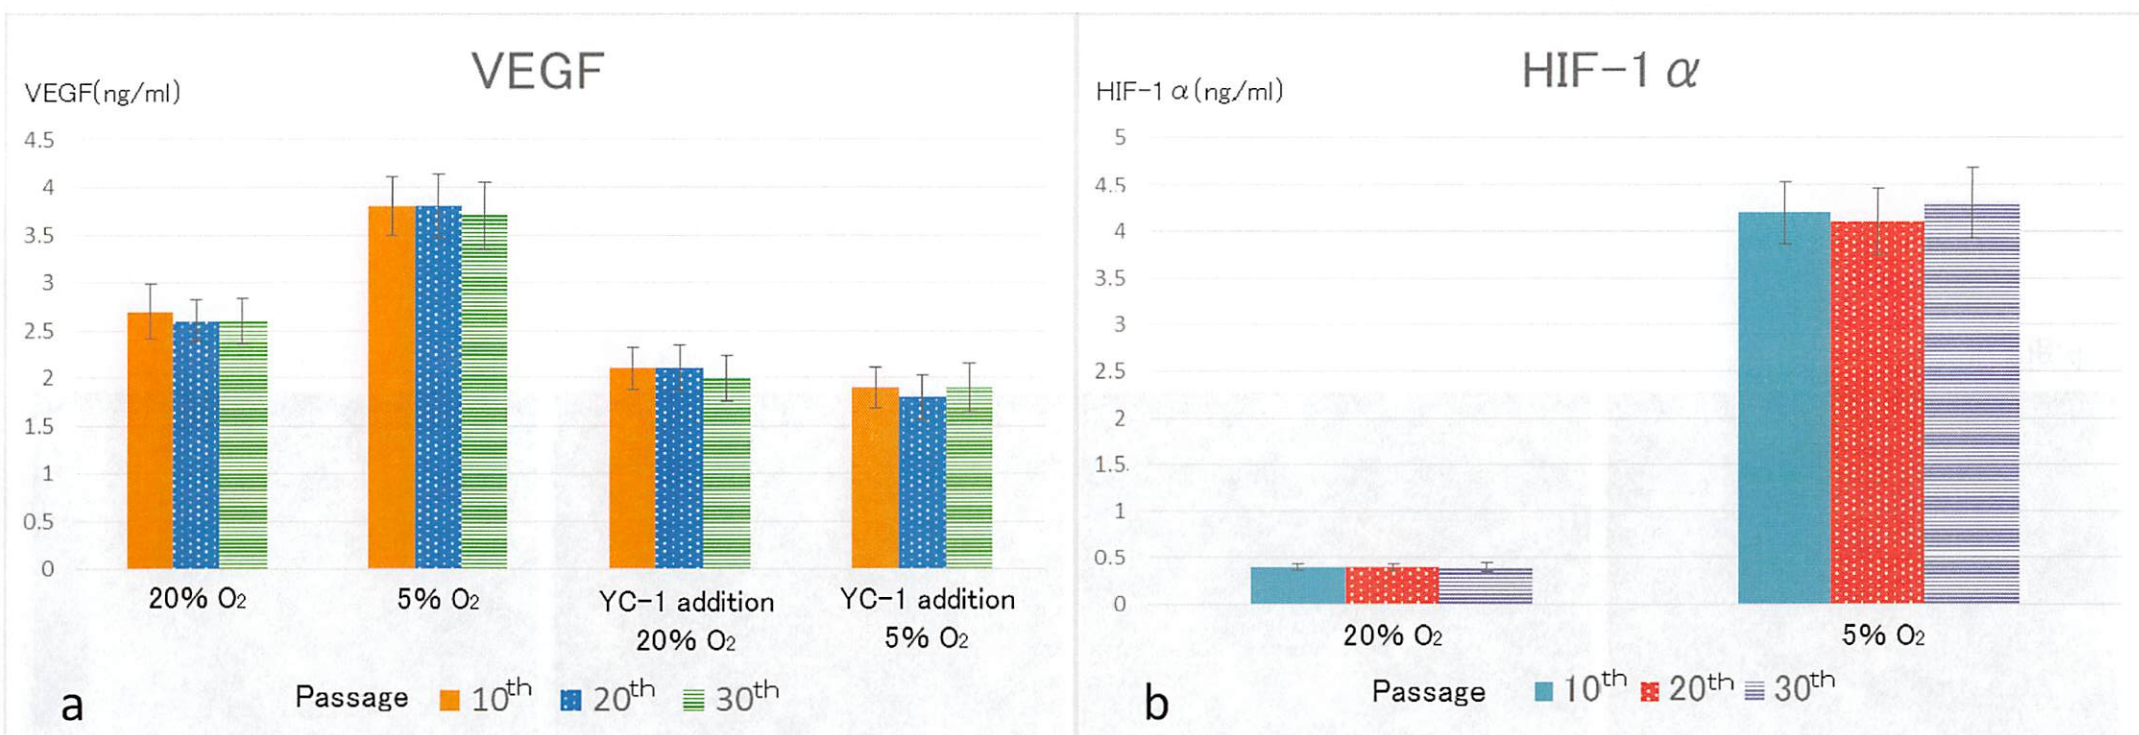 VEGF
VEGF(ng/ml)
4.5
4
3.5
3
2.5
2
1.5
1
0.5
0
20% O2
5% O2
YC-1 addition
20% O2
YC-1 addition
5% O2
Passage 10th 20th 30th
a
HIF-1α
HIF-1α(ng/ml)
5
4.5
4
3.5
3
2.5
2
1.5
1
0.5
0
20% O2
5% O2
Passage 10th 20th 30th
b